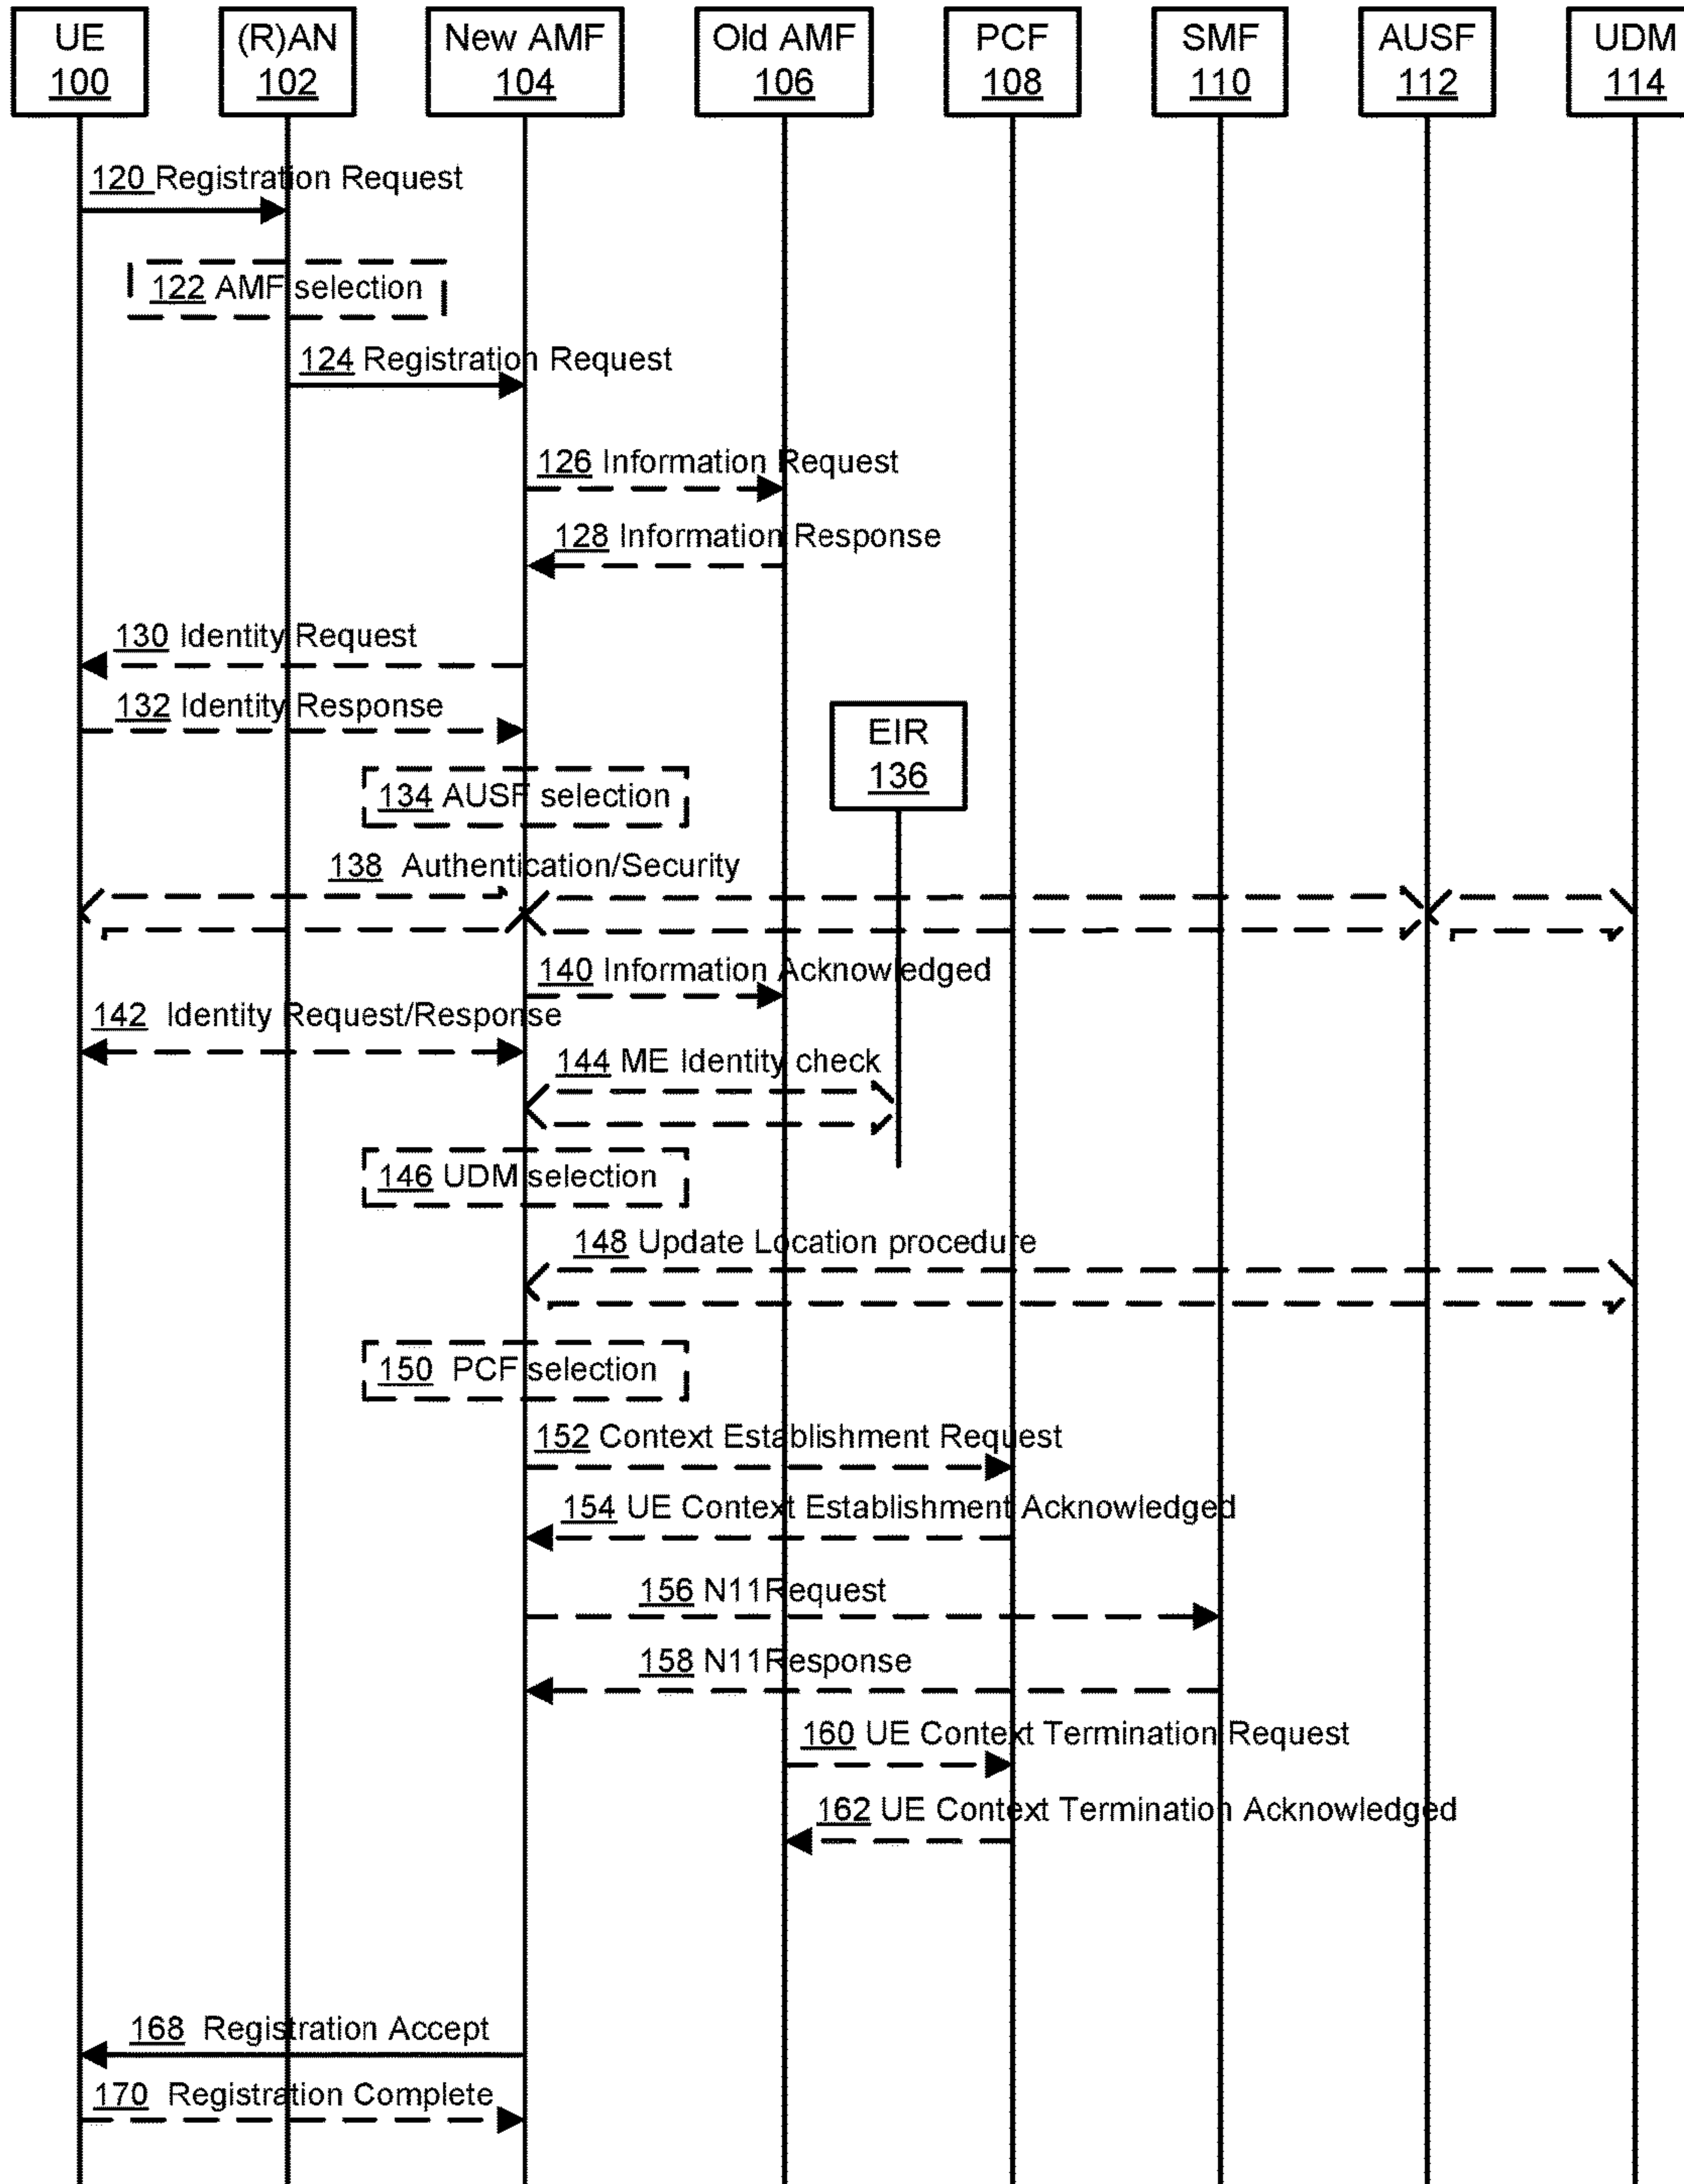 UE
100
(R)AN
102
New AMF
104
Old AMF
106
PCF
108
SMF
110
AUSF
112
UDM
114
120 Registration Request
122 AMF selection
124 Registration Request
126 Information Request
128 Information Response
130 Identity Request
132 Identity Response
EIR
136
134 AUSF selection
138 Authentication/Security
140 Information Acknowledged
142 Identity Request/Response
144 ME Identity check
146 UDM selection
148 Update Location procedure
150 PCF selection
152 Context Establishment Request
154 UE Context Establishment Acknowledged
156 N11Request
158 N11Response
160 UE Context Termination Request
162 UE Context Termination Acknowledged
168 Registration Accept
170 Registration Complete